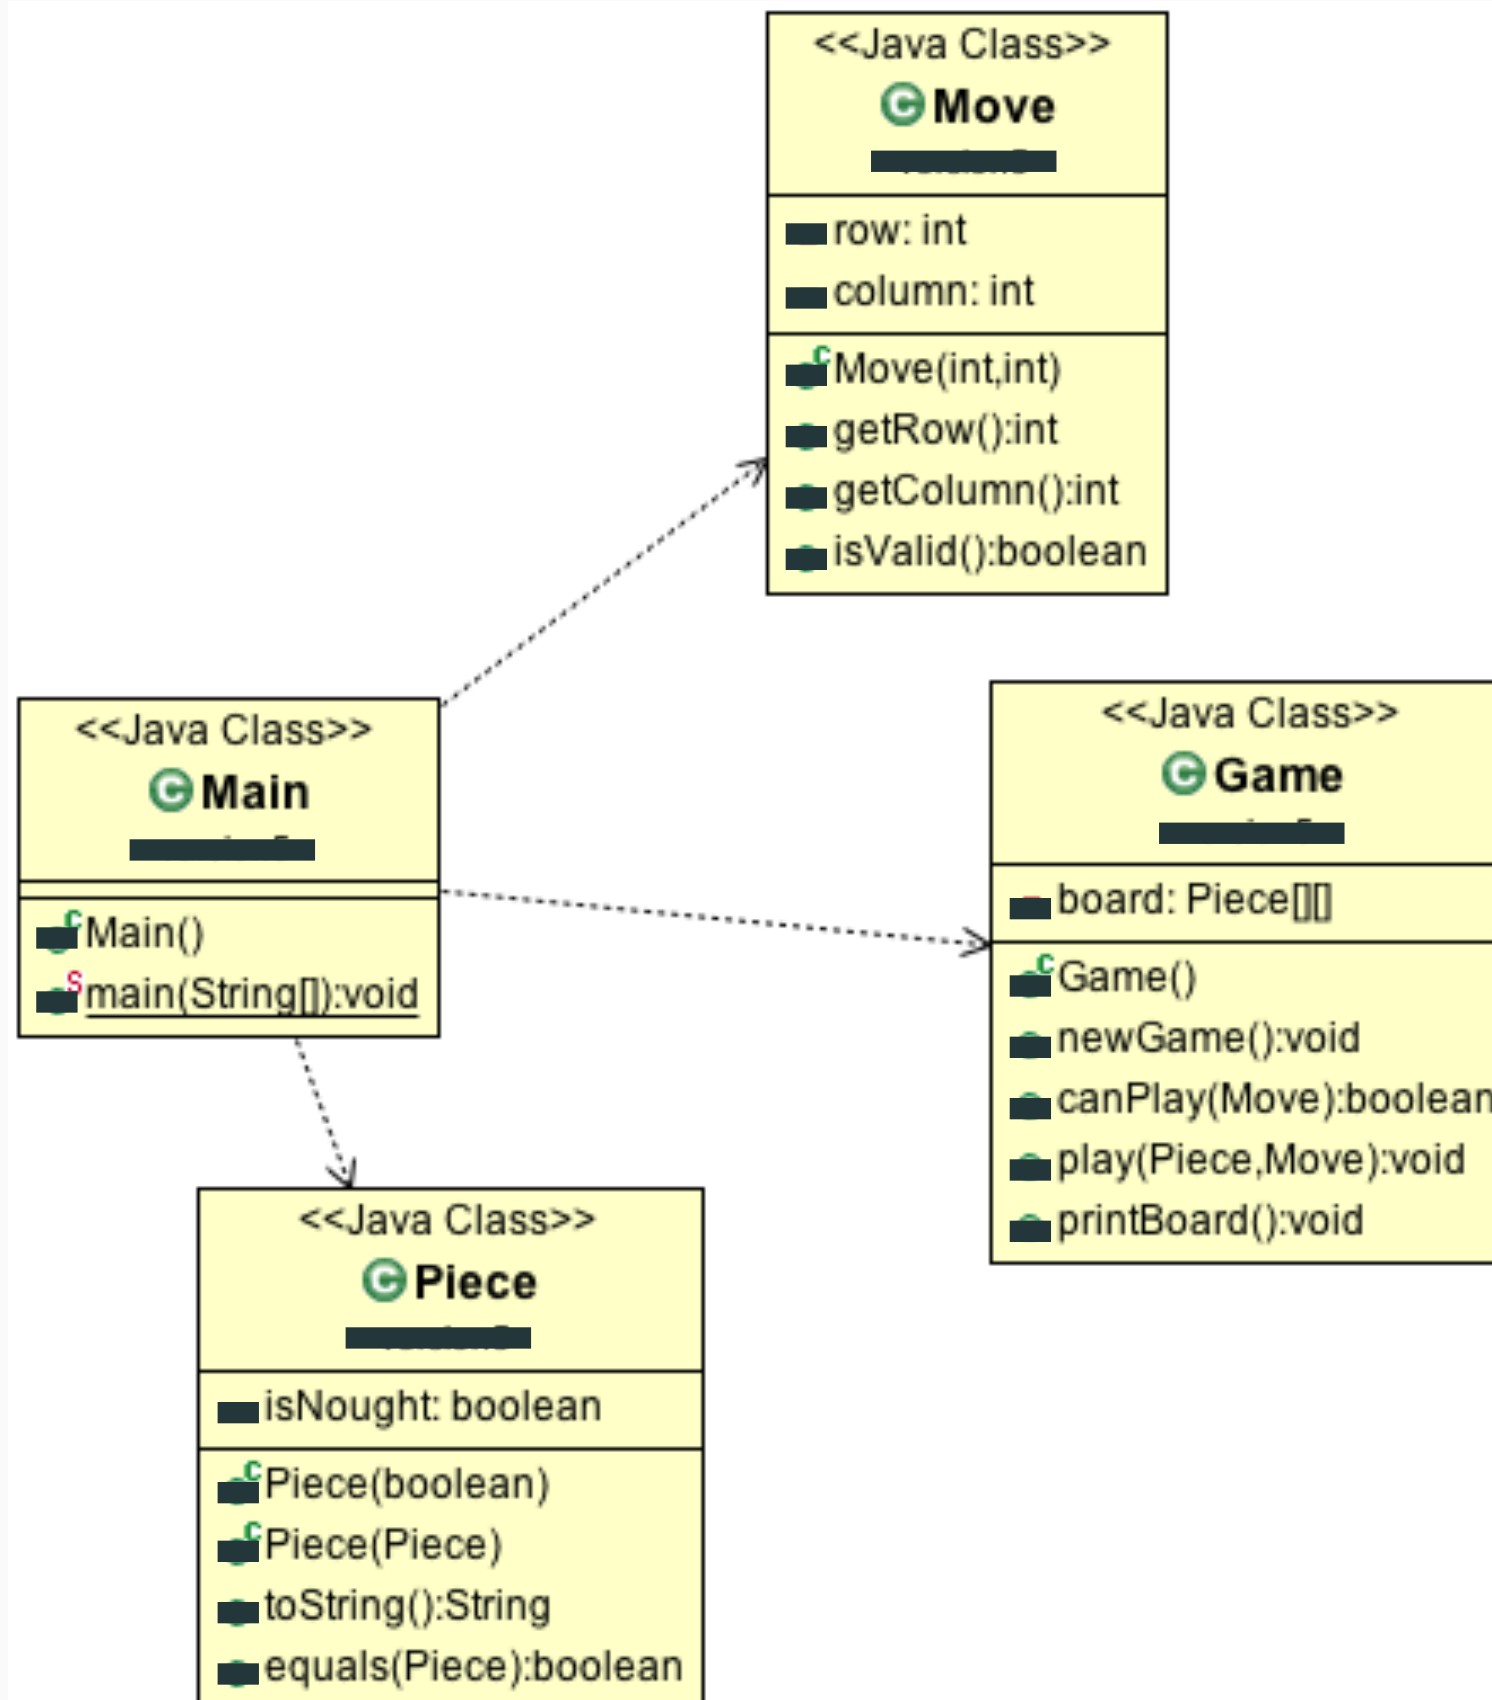 <<Java Class>>
C Move
row: int
column: int
C Move(int,int)
getRow():int
getColumn():int
isValid():boolean
<<Java Class>>
C Main
C Main()
S main(String[]):void
<<Java Class>>
C Game
board: Piece[][]
C Game()
newGame():void
canPlay(Move):boolean
play(Piece,Move):void
printBoard():void
<<Java Class>>
C Piece
isNought: boolean
C Piece(boolean)
C Piece(Piece)
toString():String
equals(Piece):boolean